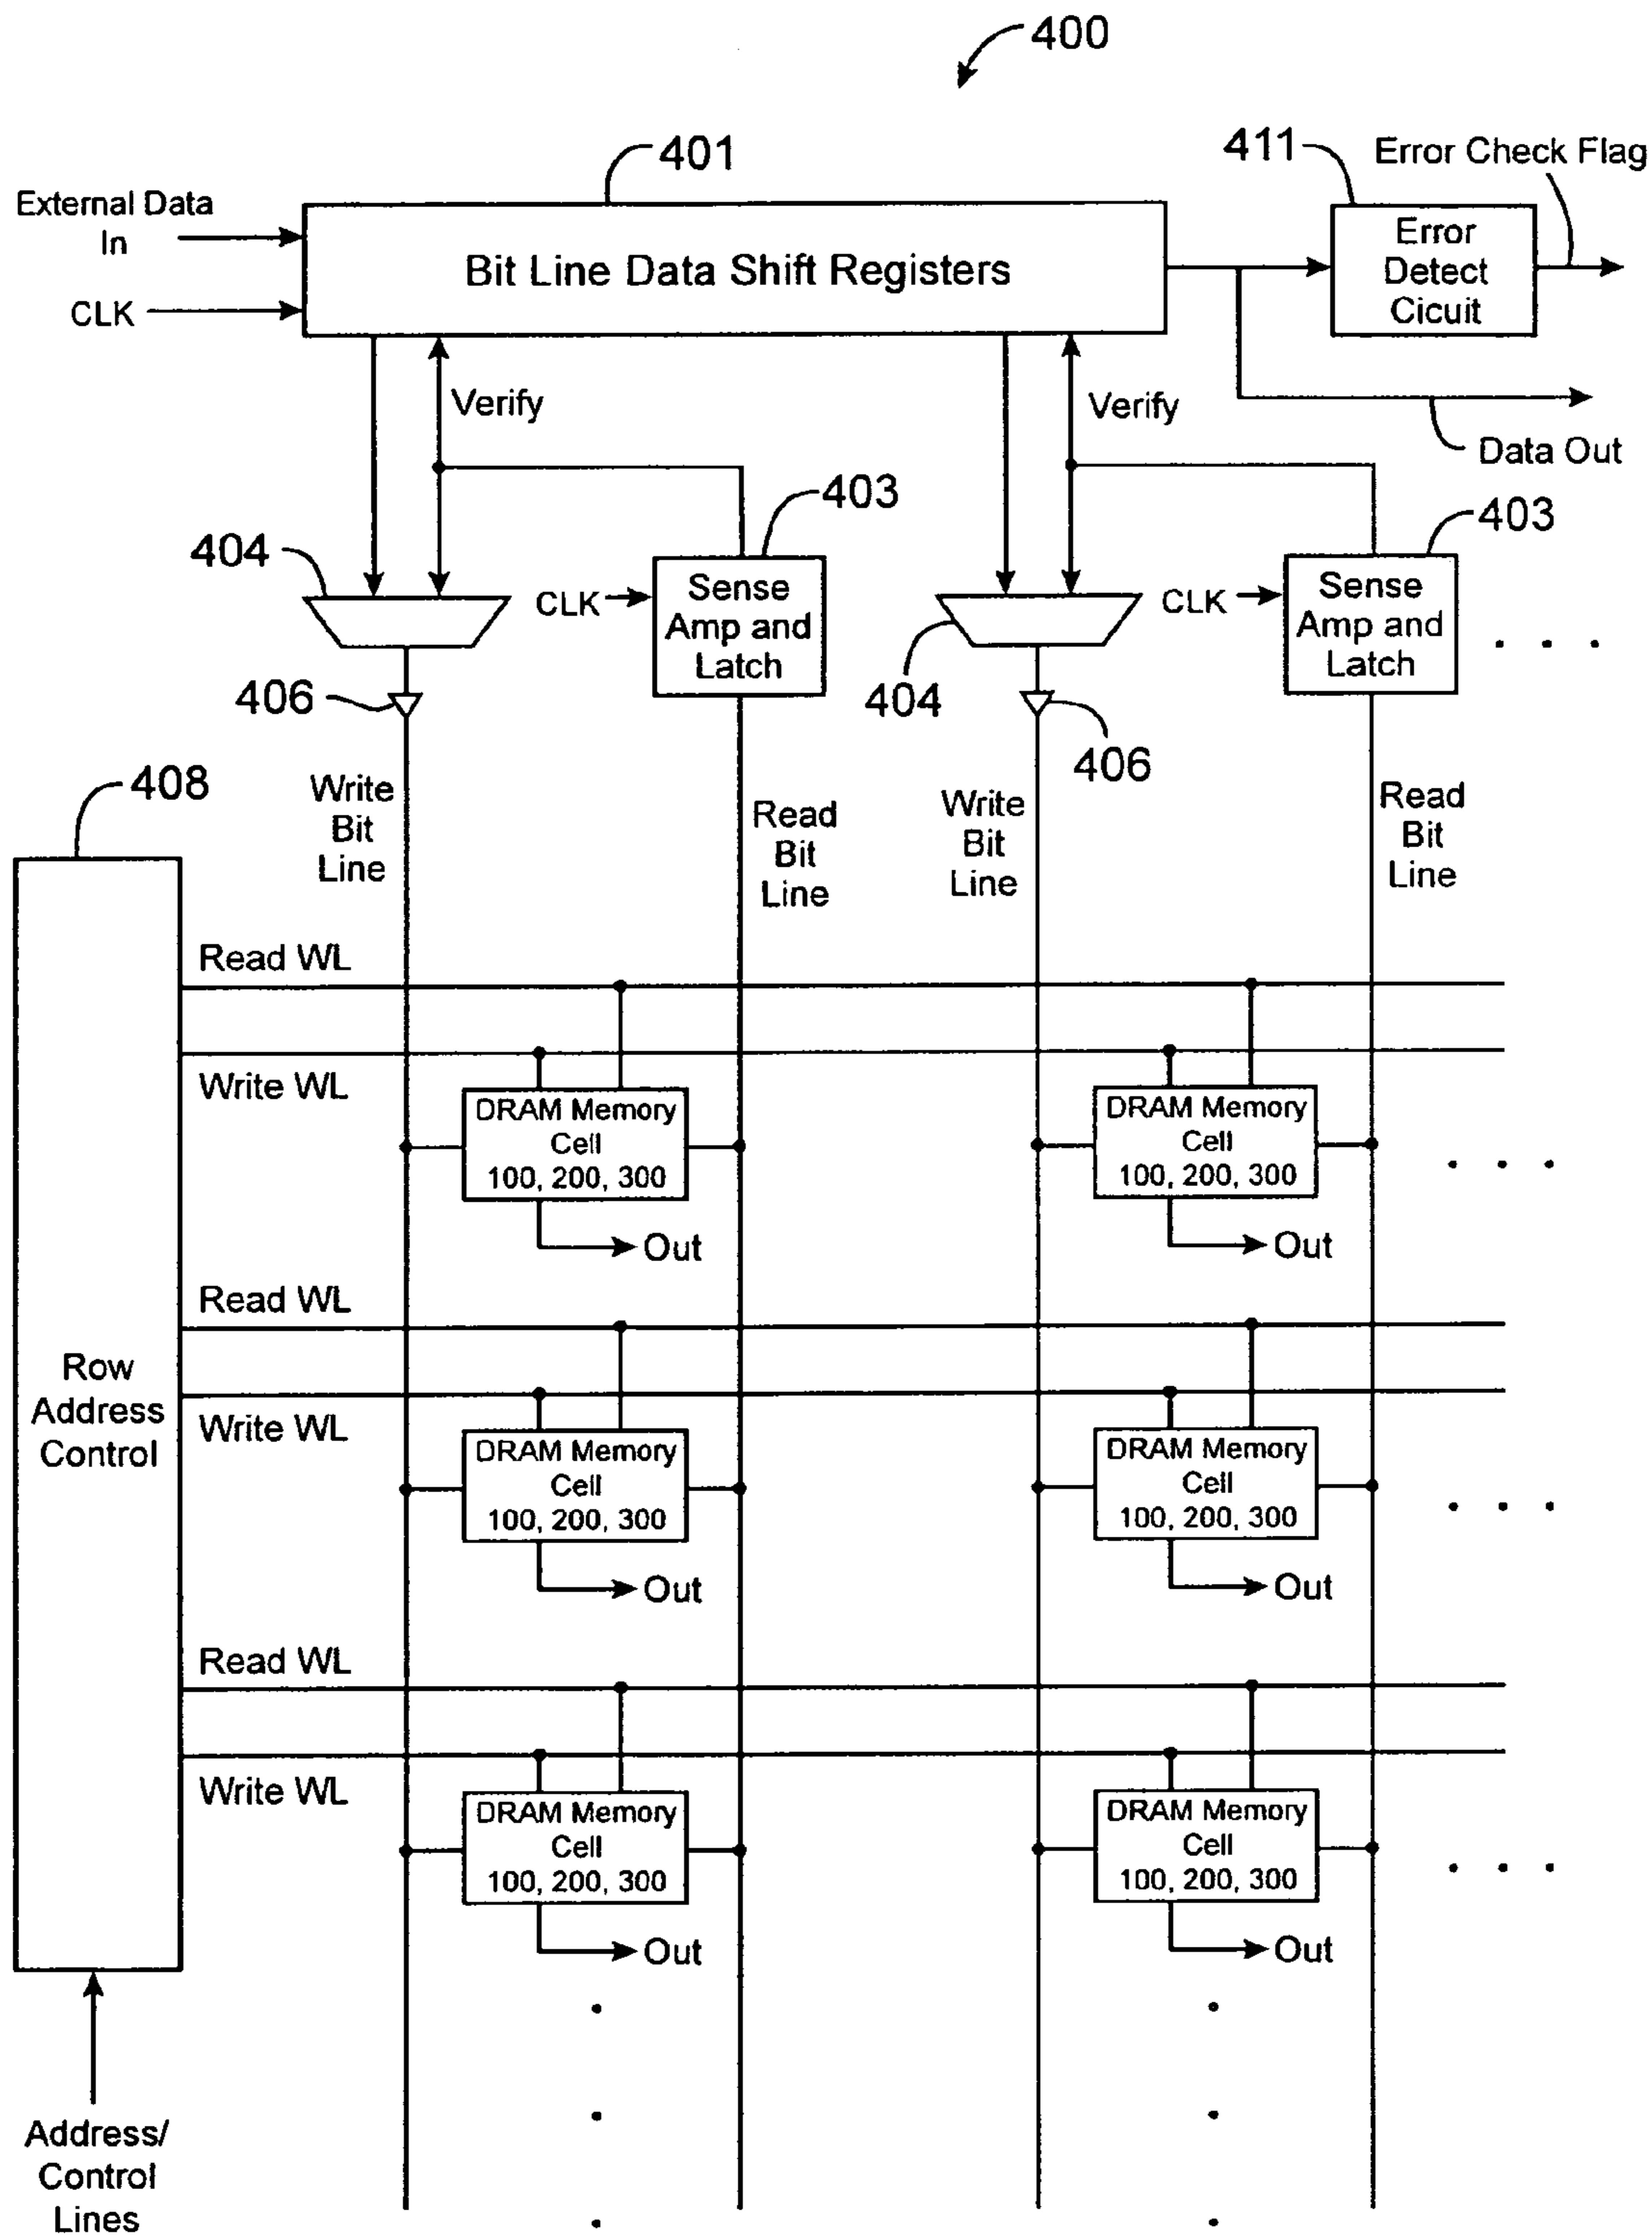 400
401
411
Error Check Flag
External Data
In
CLK
Bit Line Data Shift Registers
Error
Detect
Cicuit
Verify
Verify
Data Out
403
403
404
CLK
Sense
Amp and
Latch
CLK
Sense
Amp and
Latch
. . .
406
404
406
408
Write
Bit
Line
Read
Bit
Line
Write
Bit
Line
Read
Bit
Line
Read WL
Write WL
DRAM Memory
Cell
100, 200, 300
Out
DRAM Memory
Cell
100, 200, 300
Out
. . .
Read WL
Row
Address
Control
Write WL
DRAM Memory
Cell
100, 200, 300
Out
DRAM Memory
Cell
100, 200, 300
Out
. . .
Read WL
Write WL
DRAM Memory
Cell
100, 200, 300
Out
DRAM Memory
Cell
100, 200, 300
Out
. . .
Address/
Control
Lines